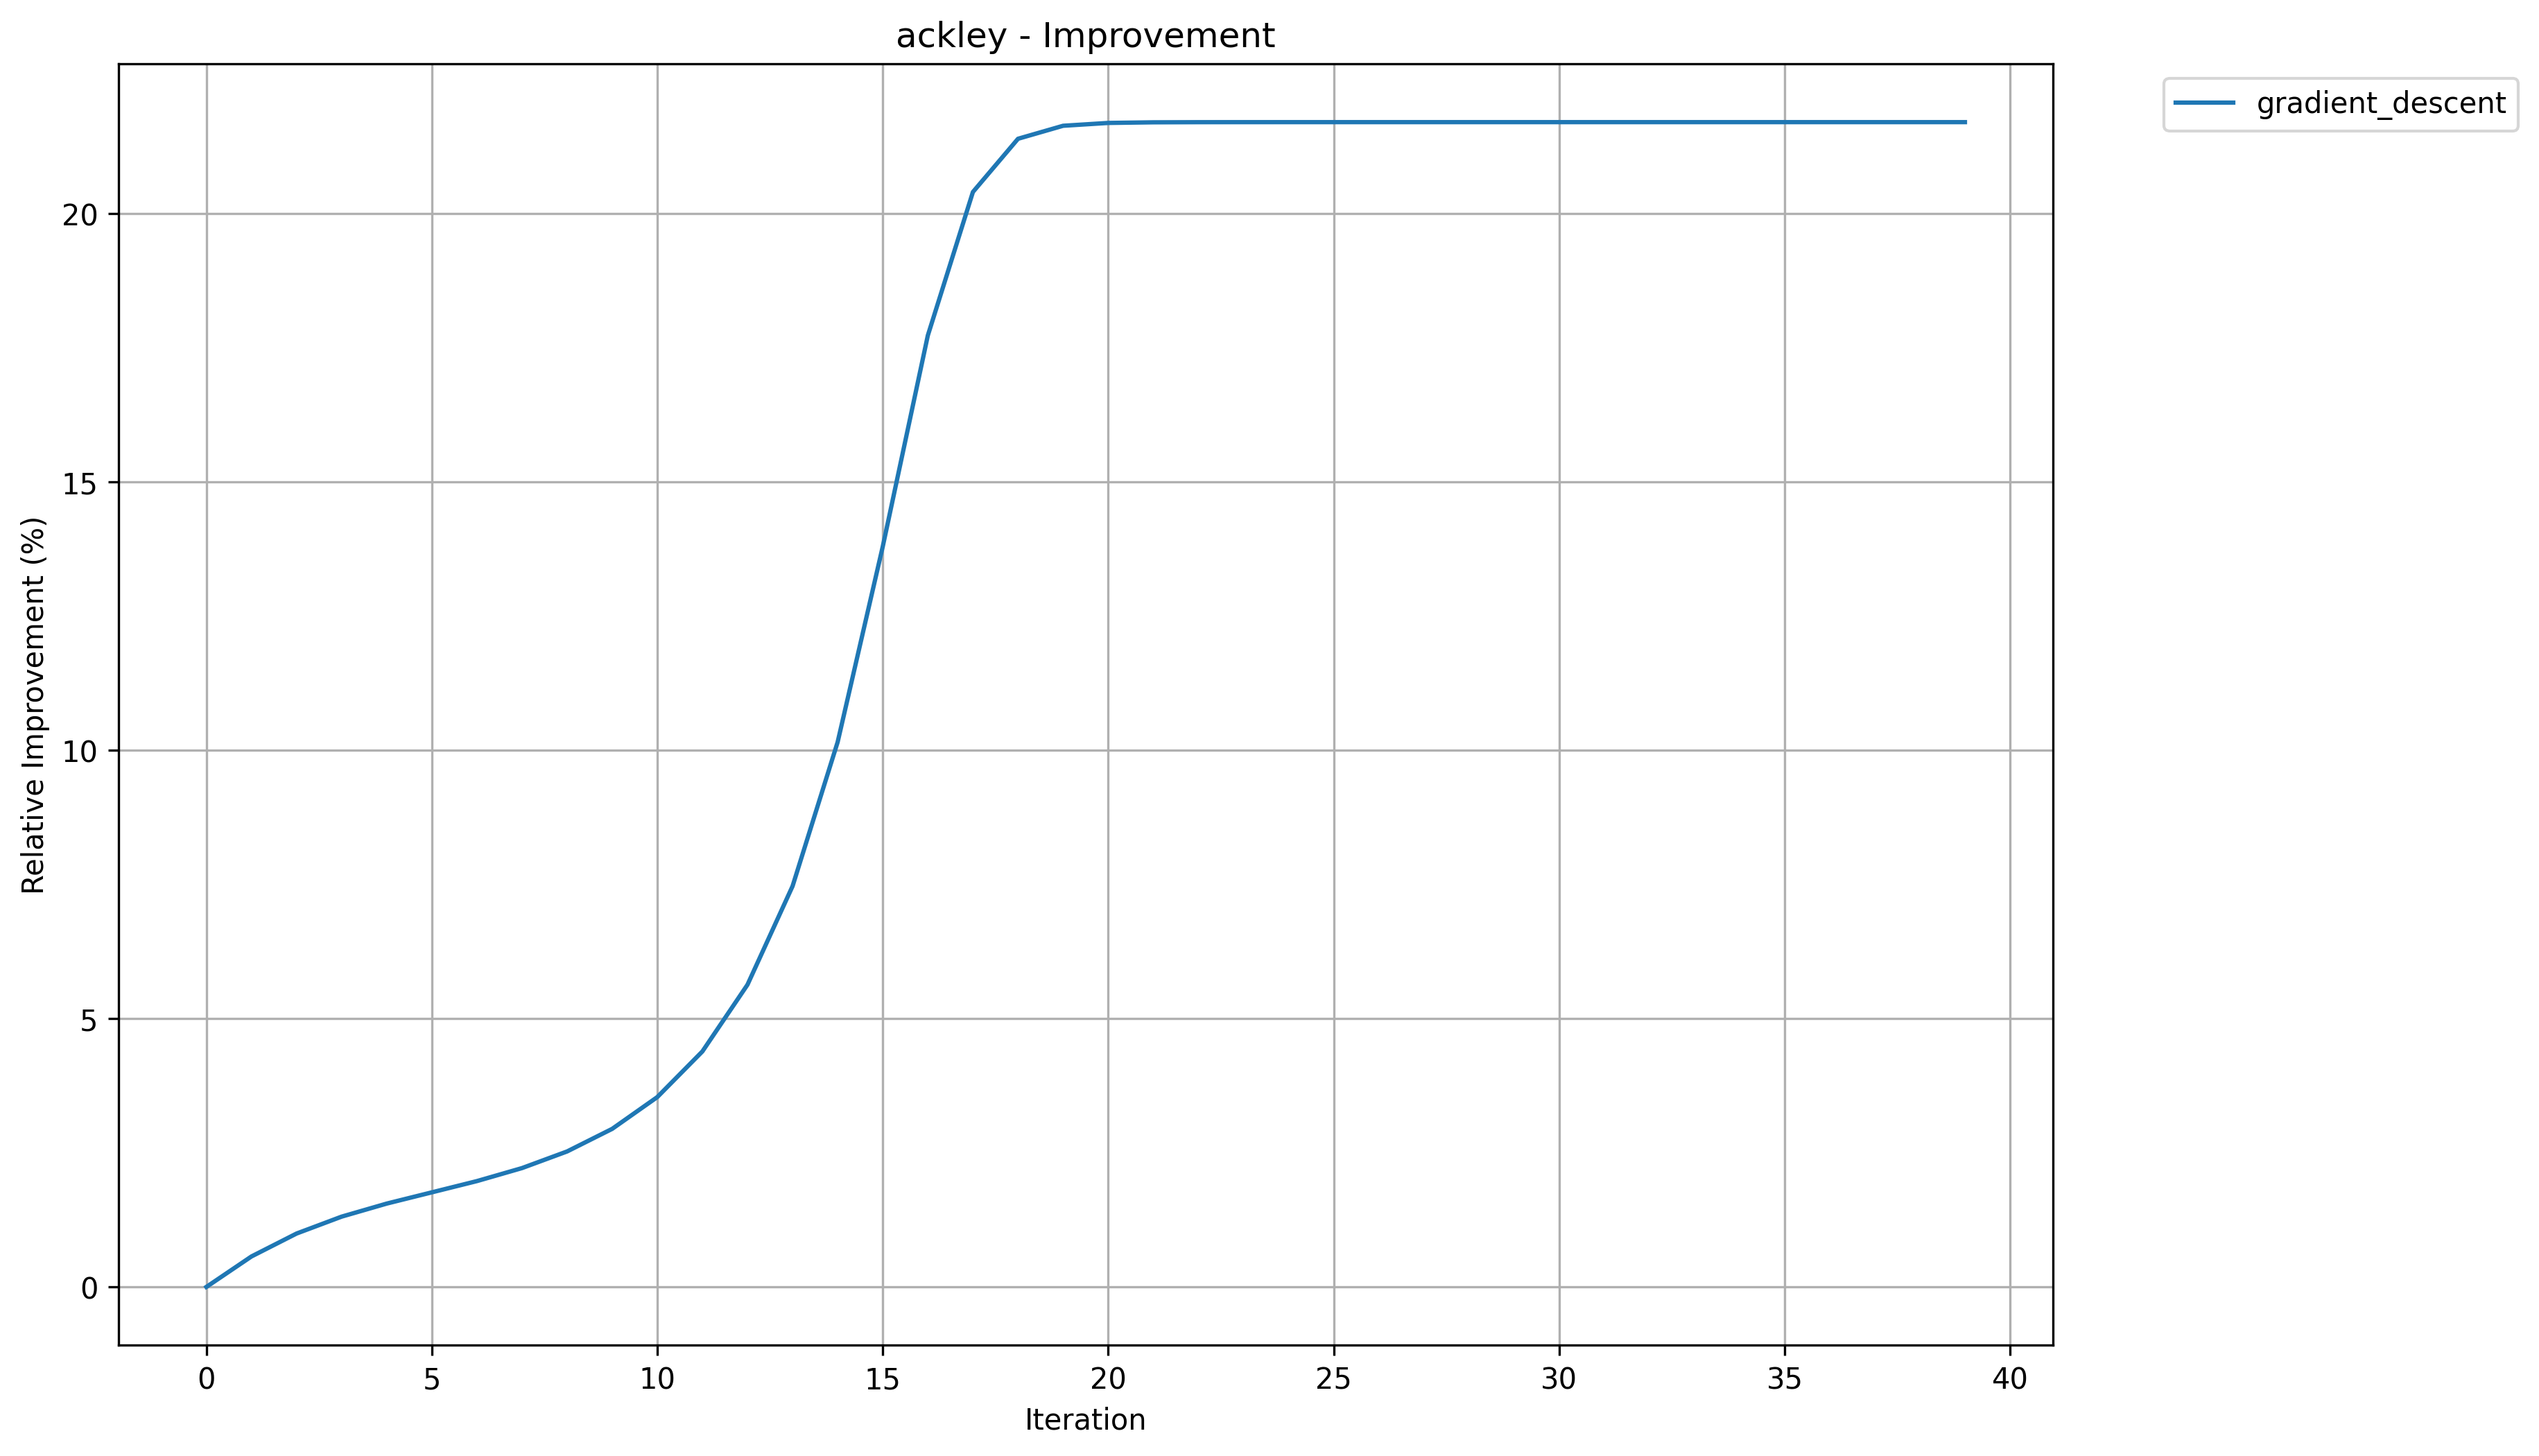 ackley - Improvement
gradient_descent
Relative Improvement (%)
20
15
10
5
0
0 5 10 15 20 25 30 35 40
Iteration